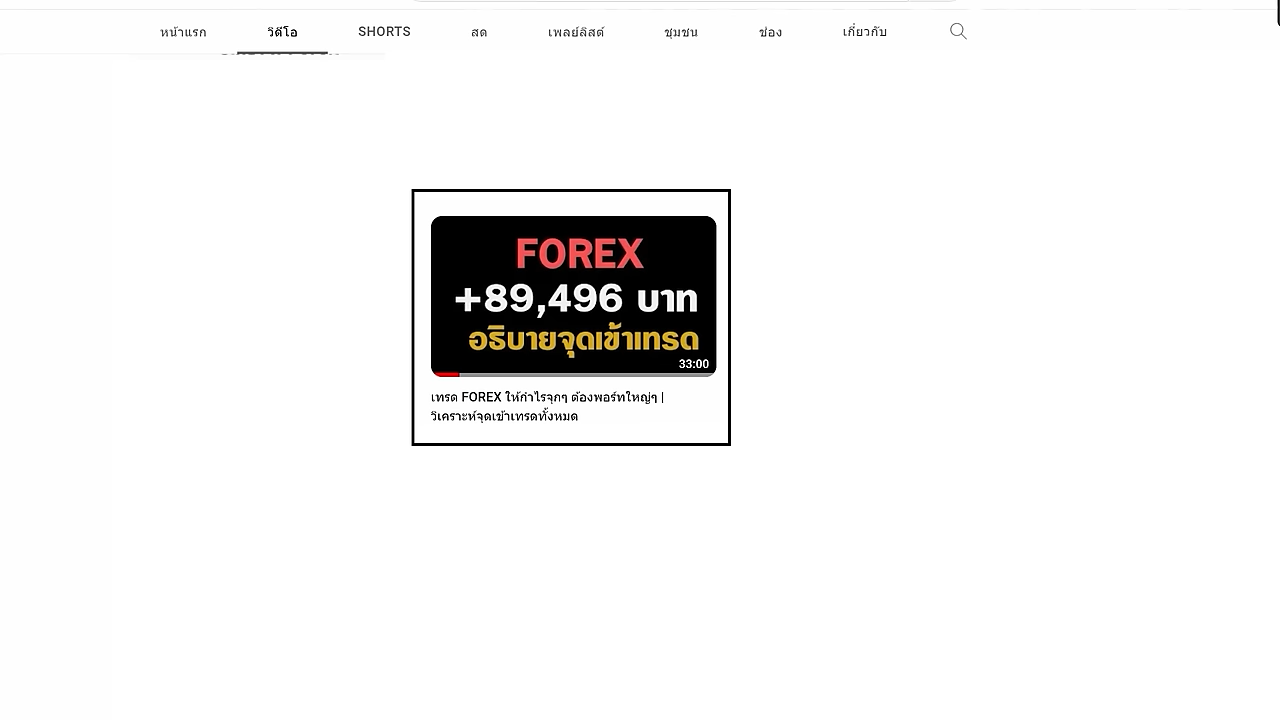 หน้าแรก วิดีโอ SHORTS สด เพลย์ลิสต์ ชุมชน ช่อง เกี่ยวกับ
FOREX
+89,496 บาท
อธิบายจุดเข้าเทรด
33:00
เทรด FOREX ให้กำไรจุกๆ ต้องพอร์ทใหญ่ๆ |
วิเคราะห์จุดเข้าเทรดทั้งหมด